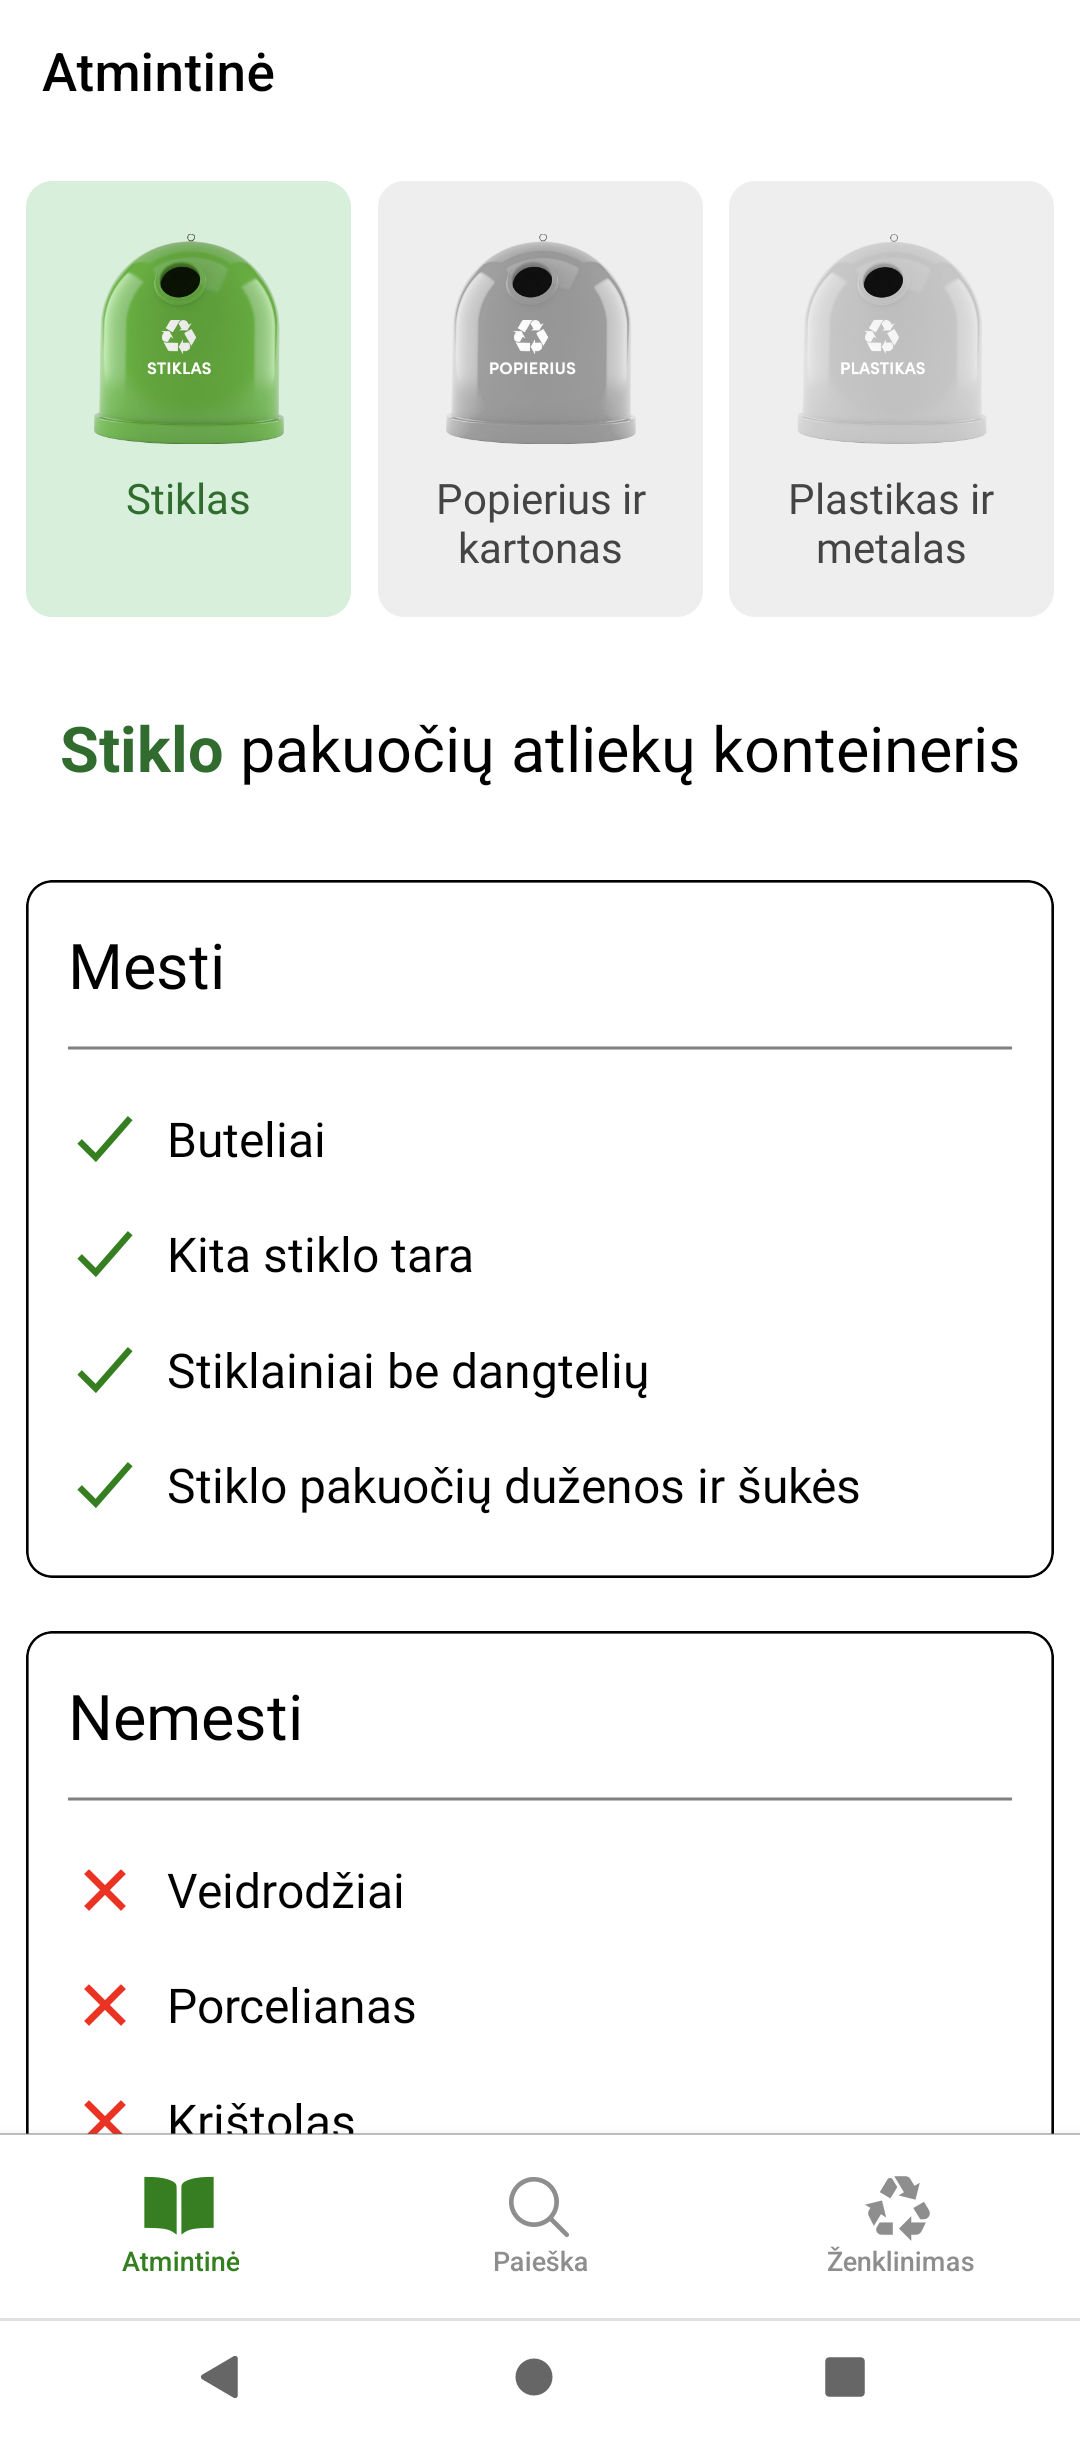 Atmintinė
STIKLAS
POPIERIUS
PLASTIKAS
Stiklas
Popierius ir
kartonas
Plastikas ir
metalas
Stiklo pakuočių atliekų konteineris
Mesti
Buteliai
Kita stiklo tara
Stiklainiai be dangtelių
Stiklo pakuočių duženos ir šukės
Nemesti
Veidrodžiai
Porcelianas
Krištolas
Atmintinė
Paieška
Ženklinimas